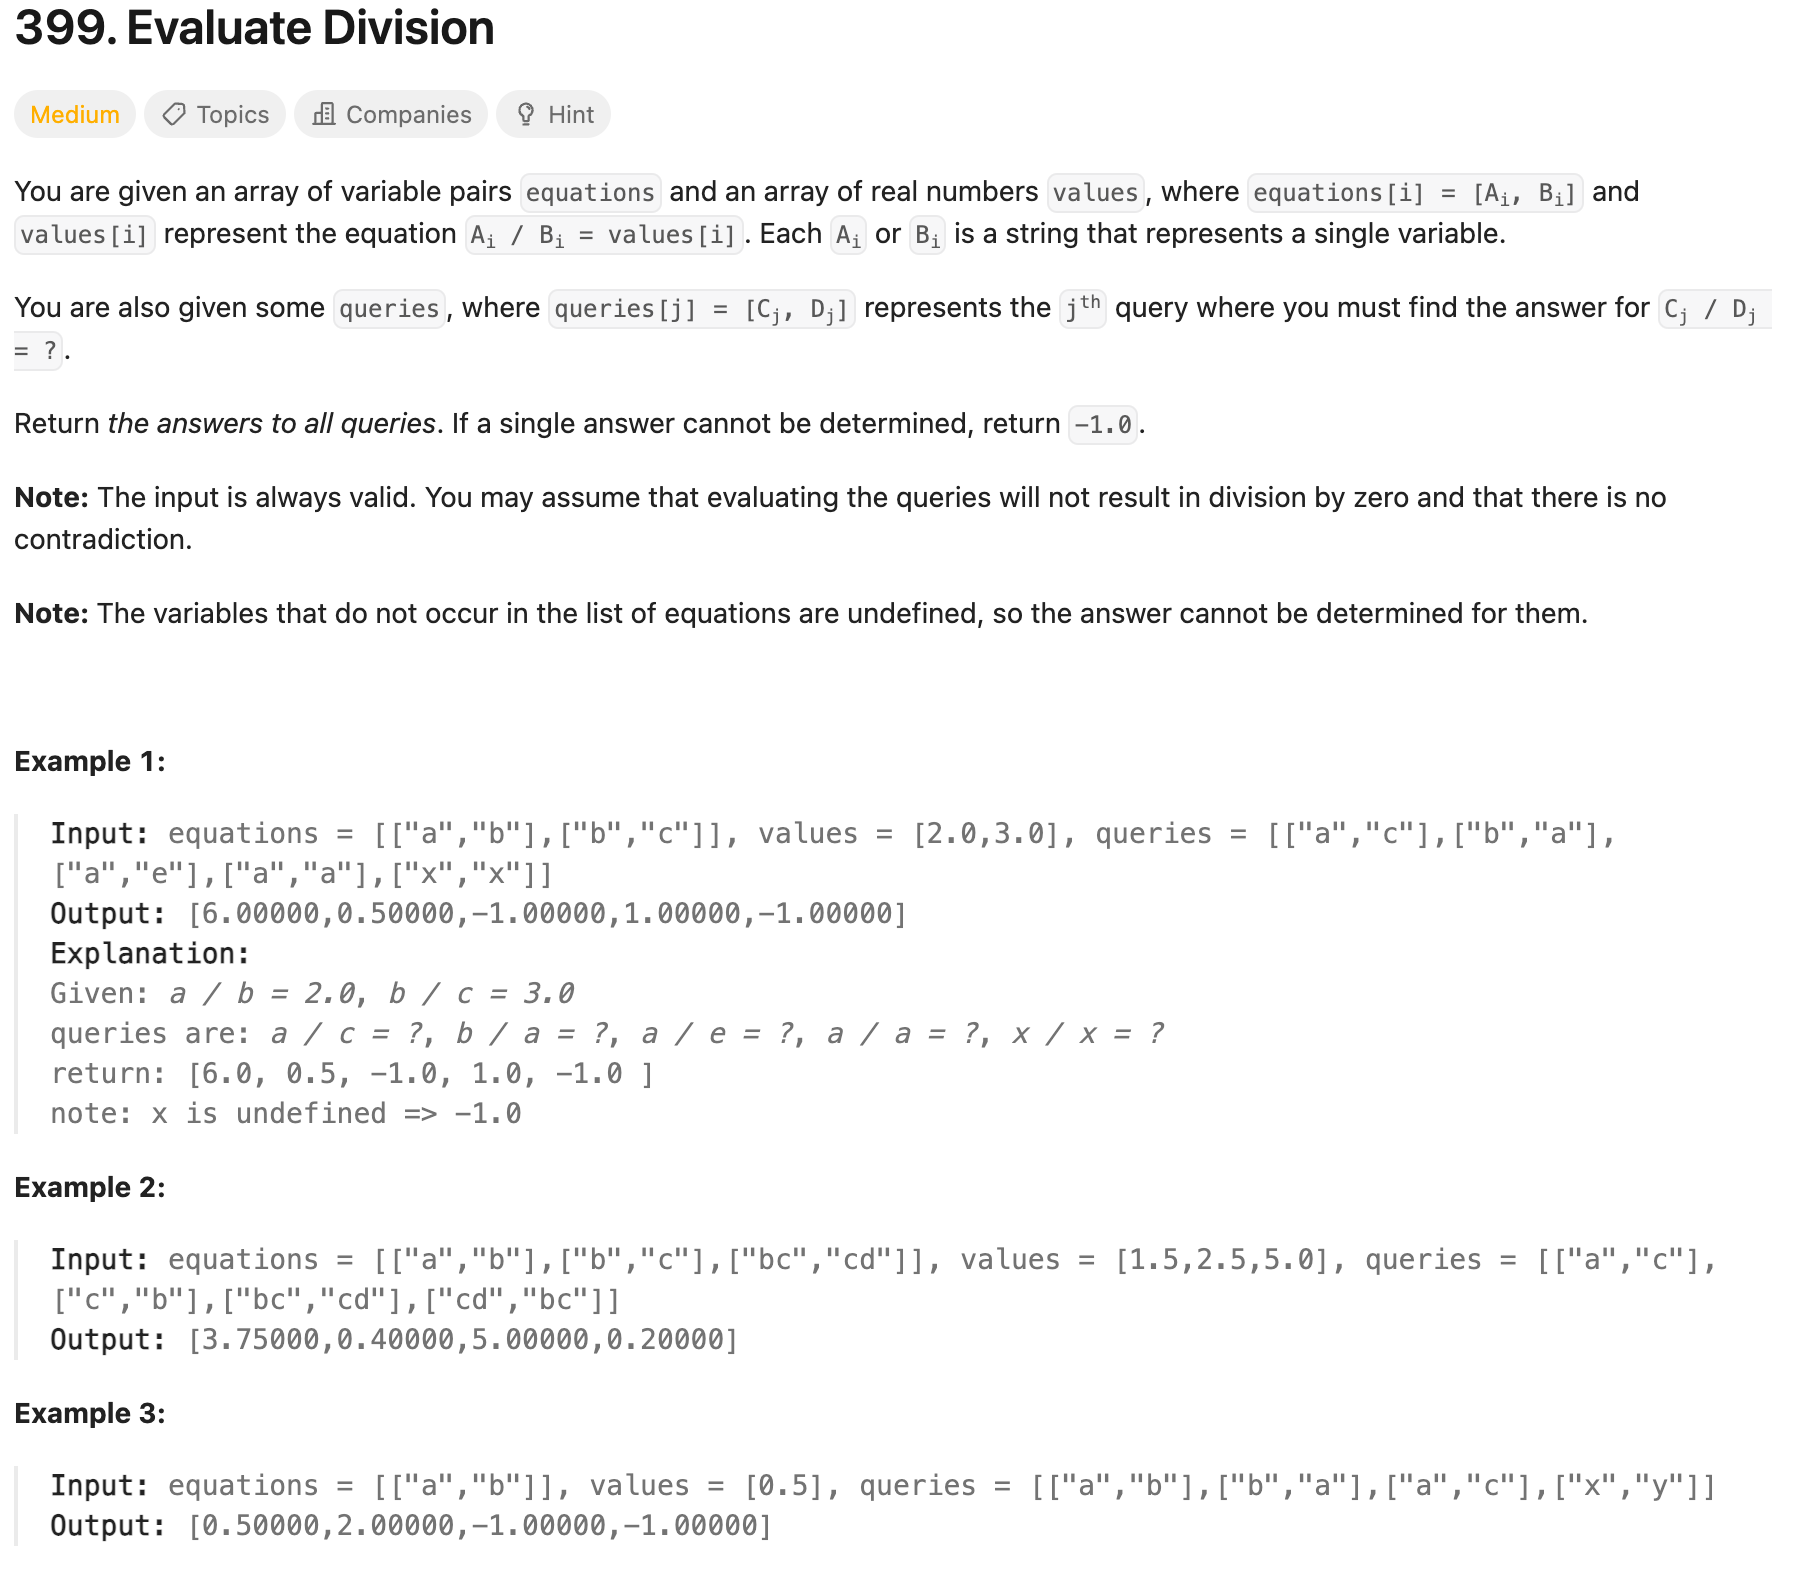 399. Evaluate Division
Medium Topics Companies Hint
You are given an array of variable pairs equations and an array of real numbers values, where equations[i] = [Aᵢ, Bᵢ] and
values[i] represent the equation Aᵢ / Bᵢ = values[i]. Each Aᵢ or Bᵢ is a string that represents a single variable.
You are also given some queries, where queries[j] = [Cⱼ, Dⱼ] represents the jᵗʰ query where you must find the answer for Cⱼ / Dⱼ
= ?.
Return the answers to all queries. If a single answer cannot be determined, return -1.0.
Note: The input is always valid. You may assume that evaluating the queries will not result in division by zero and that there is no
contradiction.
Note: The variables that do not occur in the list of equations are undefined, so the answer cannot be determined for them.
Example 1:
Input: equations = [["a","b"],["b","c"]], values = [2.0,3.0], queries = [["a","c"],["b","a"],
["a","e"],["a","a"],["x","x"]]
Output: [6.00000,0.50000,-1.00000,1.00000,-1.00000]
Explanation:
Given: a / b = 2.0, b / c = 3.0
queries are: a / c = ?, b / a = ?, a / e = ?, a / a = ?, x / x = ?
return: [6.0, 0.5, -1.0, 1.0, -1.0 ]
note: x is undefined => -1.0
Example 2:
Input: equations = [["a","b"],["b","c"],["bc","cd"]], values = [1.5,2.5,5.0], queries = [["a","c"],
["c","b"],["bc","cd"],["cd","bc"]]
Output: [3.75000,0.40000,5.00000,0.20000]
Example 3:
Input: equations = [["a","b"]], values = [0.5], queries = [["a","b"],["b","a"],["a","c"],["x","y"]]
Output: [0.50000,2.00000,-1.00000,-1.00000]